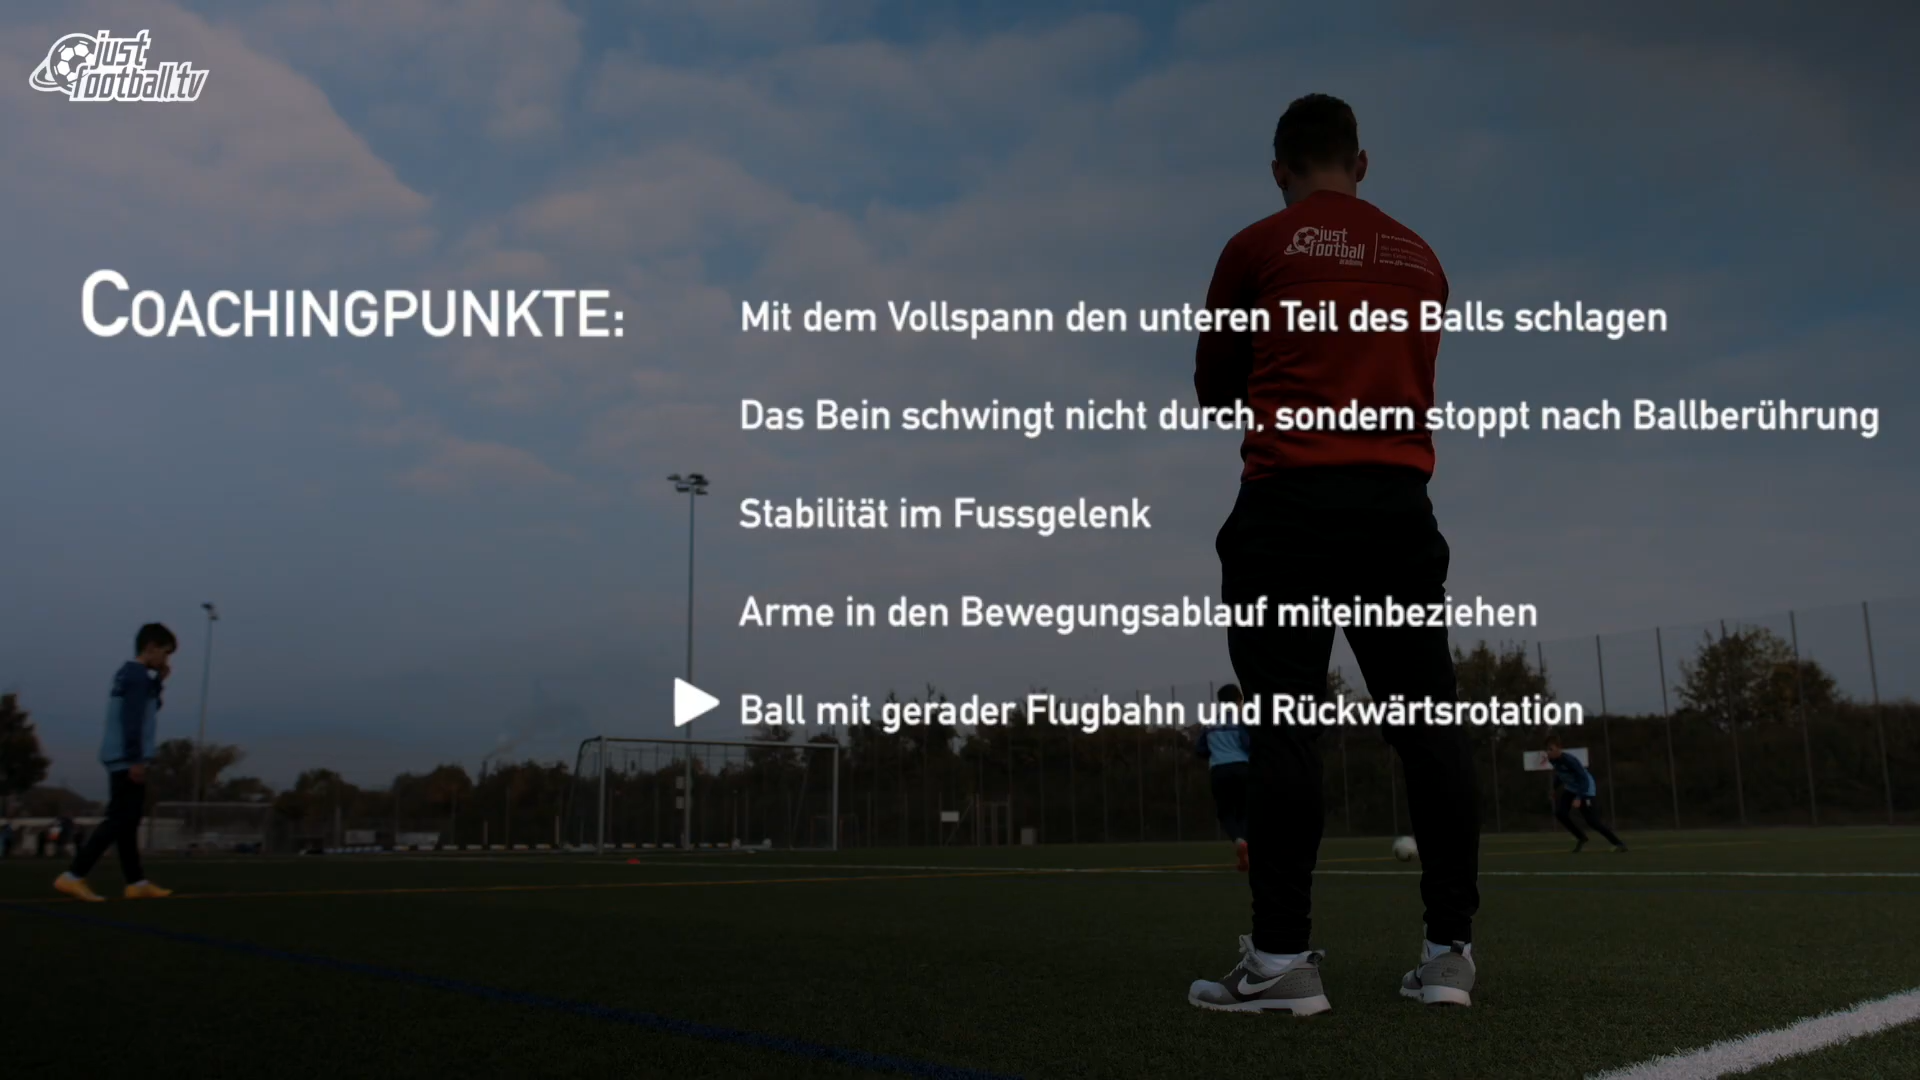 just
football.tv
just
football
academy
COACHINGPUNKTE:
Mit dem Vollspann den unteren Teil des Balls schlagen
Das Bein schwingt nicht durch, sondern stoppt nach Ballberührung
Stabilität im Fussgelenk
Arme in den Bewegungsablauf miteinbeziehen
Ball mit gerader Flugbahn und Rückwärtsrotation